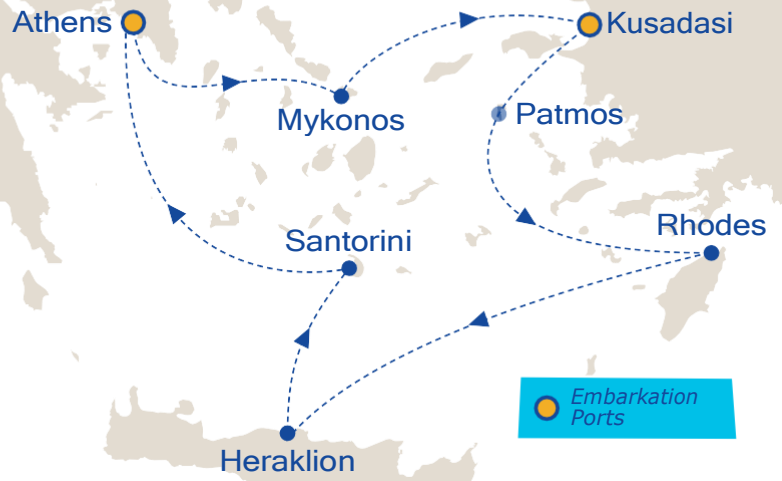 Athens
Kusadasi
Mykonos
Patmos
Rhodes
Santorini
Embarkation
Ports
Heraklion